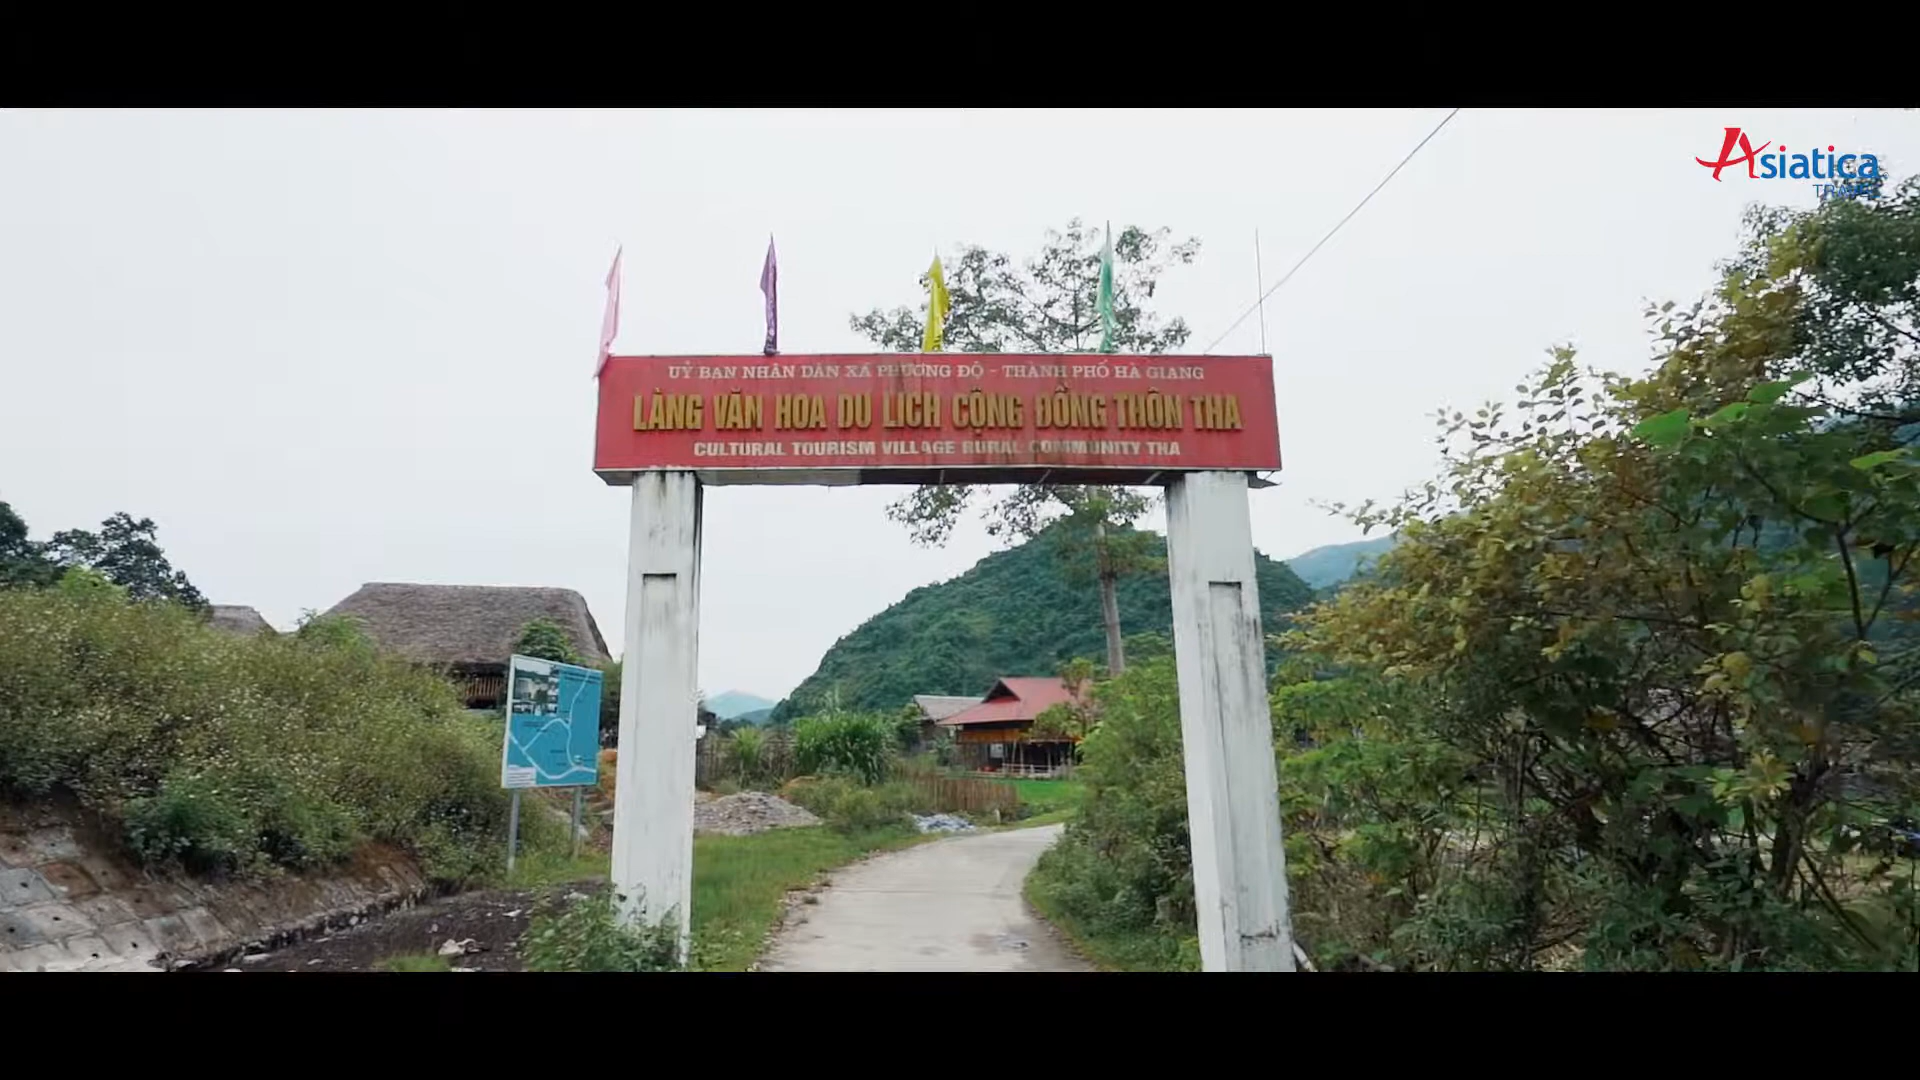 Asiatica
TRAVEL
UỶ BAN NHÂN DÂN XÃ PHƯƠNG ĐỘ - THÀNH PHỐ HÀ GIANG
LÀNG VĂN HOA DU LỊCH CỘNG ĐỒNG THÔN THA
CULTURAL TOURISM VILLAGE RURAL COMMUNITY THA